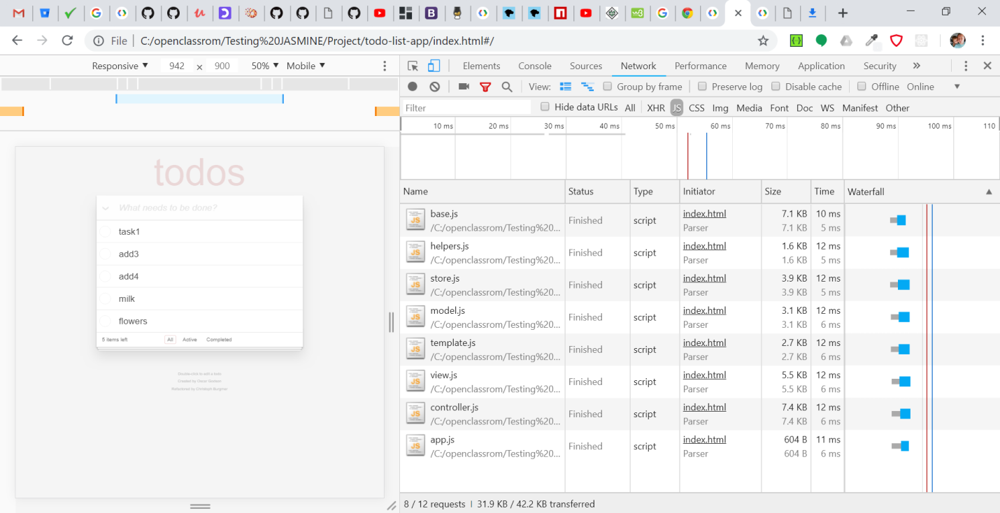 File C:/openclassrom/Testing%20JASMINE/Project/todo-list-app/index.html#/
Responsive ▼ 942 x 900 50% ▼ Mobile ▼
Elements Console Sources Network Performance Memory Application Security »
View: Group by frame Preserve log Disable cache Offline Online ▼
Filter Hide data URLs All XHR JS CSS Img Media Font Doc WS Manifest Other
10 ms 20 ms 30 ms 40 ms 50 ms 60 ms 70 ms 80 ms 90 ms 100 ms 110
todos
What needs to be done?
task1
add3
add4
milk
flowers
5 items left All Active Completed
Double-click to edit a todo
Created by Oscar Godson
Refactored by Christoph Burgmer
Name Status Type Initiator Size Time Waterfall ▲
base.js Finished script index.html 7.1 KB 10 ms
/C:/openclassrom/Testing%20... Parser 7.1 KB 5 ms
helpers.js Finished script index.html 1.6 KB 12 ms
/C:/openclassrom/Testing%20... Parser 1.6 KB 5 ms
store.js Finished script index.html 3.9 KB 12 ms
/C:/openclassrom/Testing%20... Parser 3.9 KB 5 ms
model.js Finished script index.html 3.1 KB 12 ms
/C:/openclassrom/Testing%20... Parser 3.1 KB 6 ms
template.js Finished script index.html 2.7 KB 12 ms
/C:/openclassrom/Testing%20... Parser 2.7 KB 6 ms
view.js Finished script index.html 5.5 KB 12 ms
/C:/openclassrom/Testing%20... Parser 5.5 KB 6 ms
controller.js Finished script index.html 7.4 KB 12 ms
/C:/openclassrom/Testing%20... Parser 7.4 KB 6 ms
app.js Finished script index.html 604 B 11 ms
/C:/openclassrom/Testing%20... Parser 604 B 6 ms
8 / 12 requests | 31.9 KB / 42.2 KB transferred